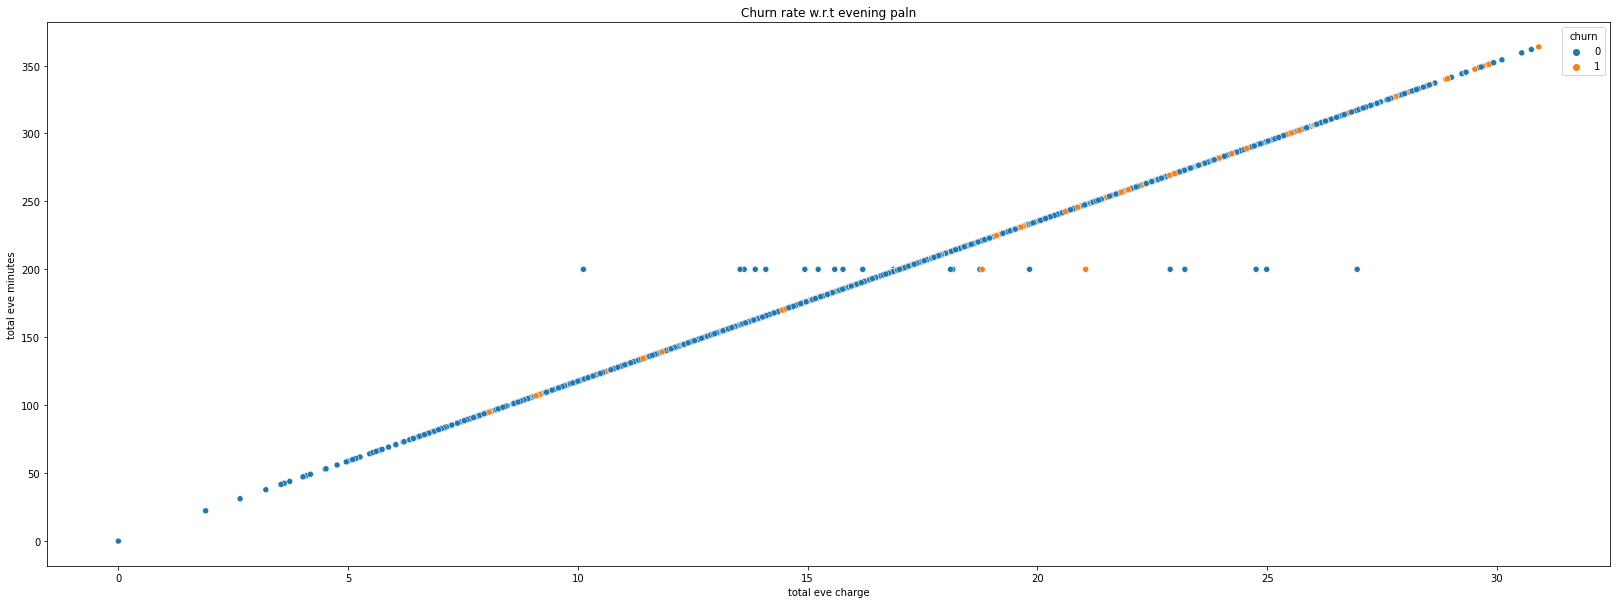 Churn rate w.r.t evening paln
churn
0
1
350
300
250
200
150
100
50
0
total eve minutes
0 5 10 15 20 25 30
total eve charge